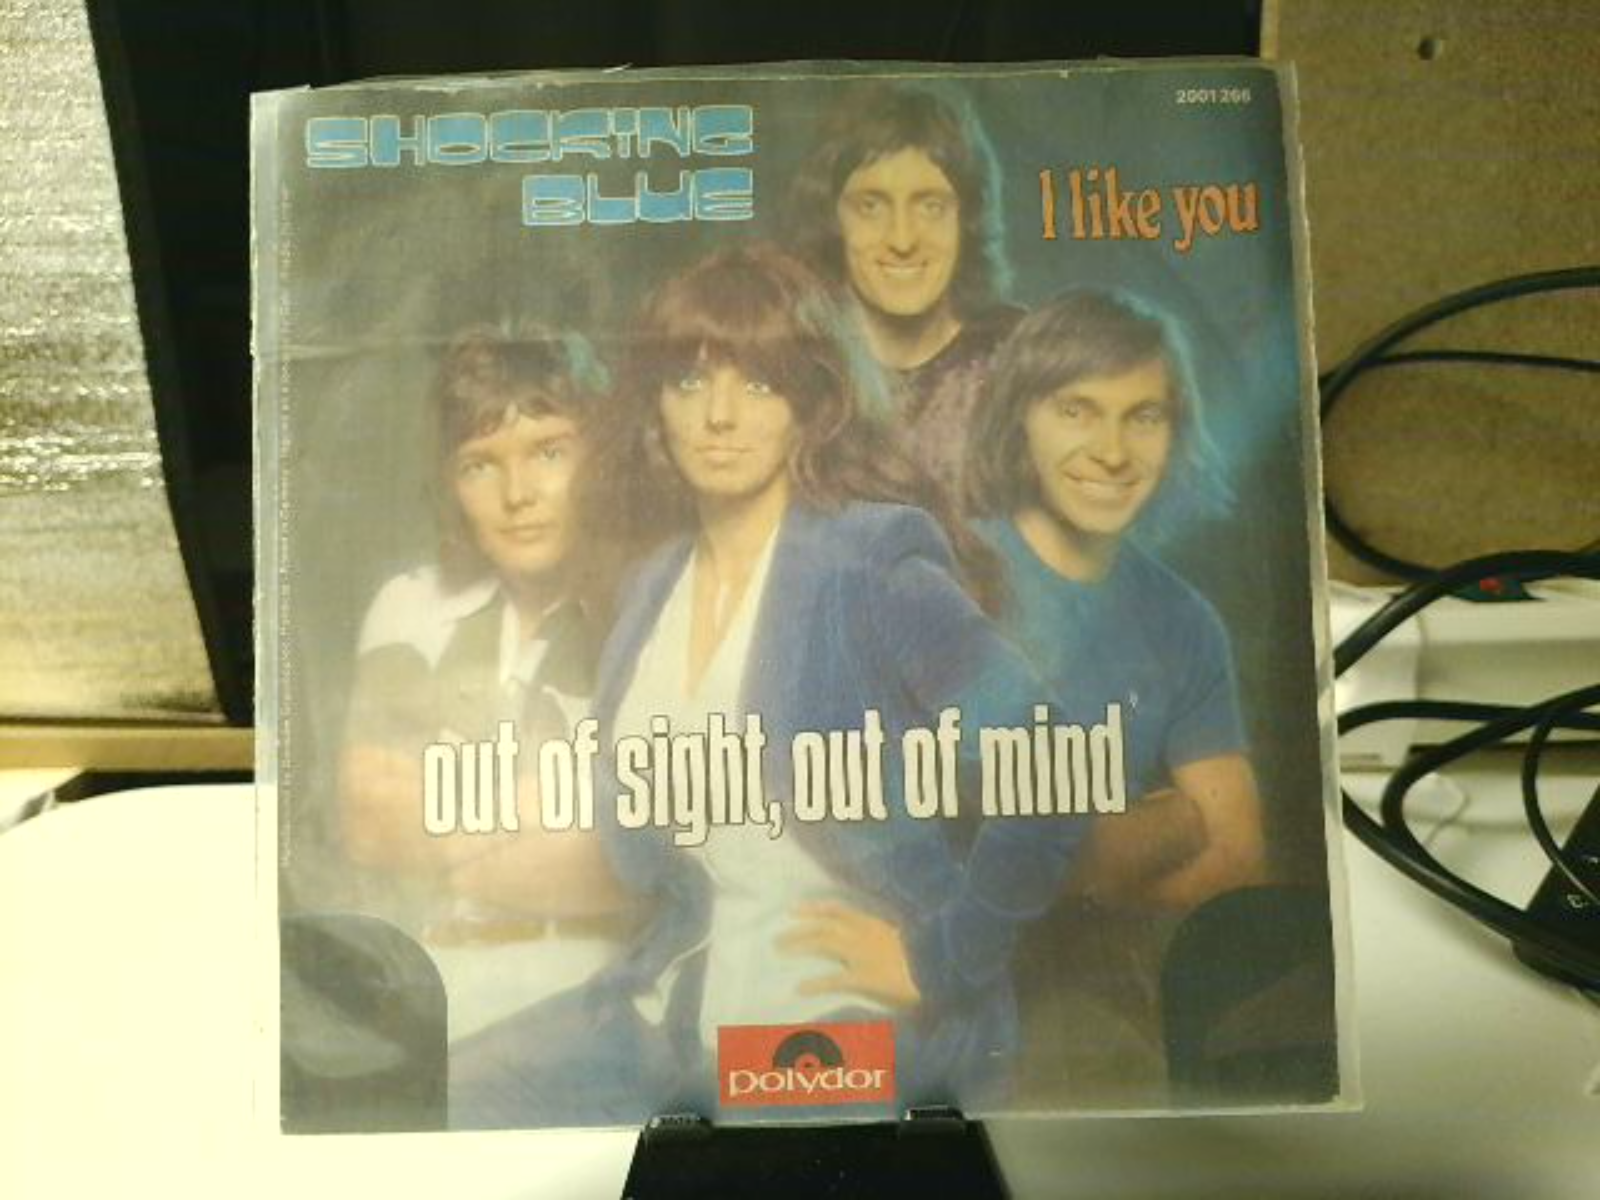 SHOCKING
BLUE
2001 266
I like you
out of sight, out of mind
polydor